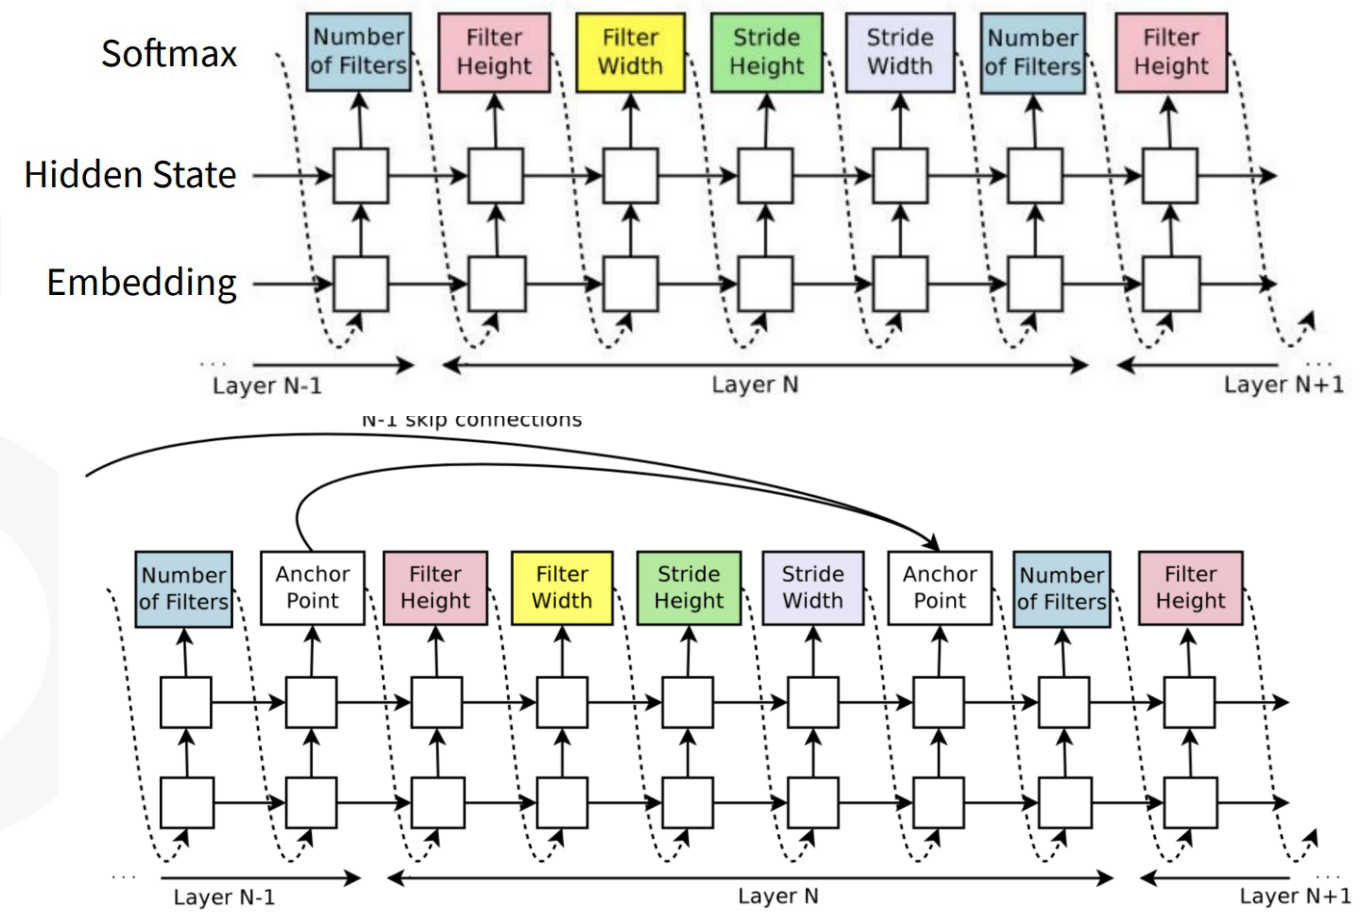 Softmax
Number
of Filters
Filter
Height
Filter
Width
Stride
Height
Stride
Width
Number
of Filters
Filter
Height
Hidden State
Embedding
...
Layer N-1
Layer N
...
Layer N+1
N-1 skip connections
Number
of Filters
Anchor
Point
Filter
Height
Filter
Width
Stride
Height
Stride
Width
Anchor
Point
Number
of Filters
Filter
Height
...
Layer N-1
Layer N
...
Layer N+1